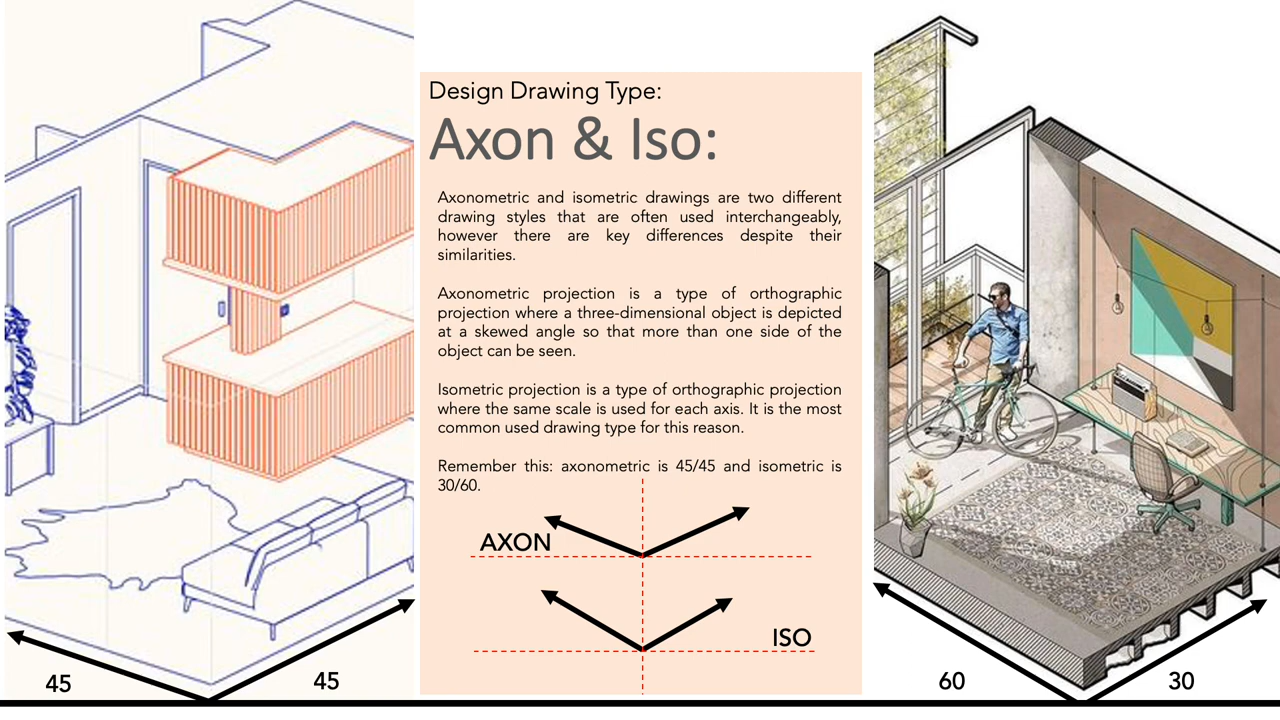 Design Drawing Type:
Axon & Iso:
Axonometric and isometric drawings are two different
drawing styles that are often used interchangeably,
however there are key differences despite their
similarities.
Axonometric projection is a type of orthographic
projection where a three-dimensional object is depicted
at a skewed angle so that more than one side of the
object can be seen.
Isometric projection is a type of orthographic projection
where the same scale is used for each axis. It is the most
common used drawing type for this reason.
Remember this: axonometric is 45/45 and isometric is
30/60.
AXON
ISO
45
45
60
30